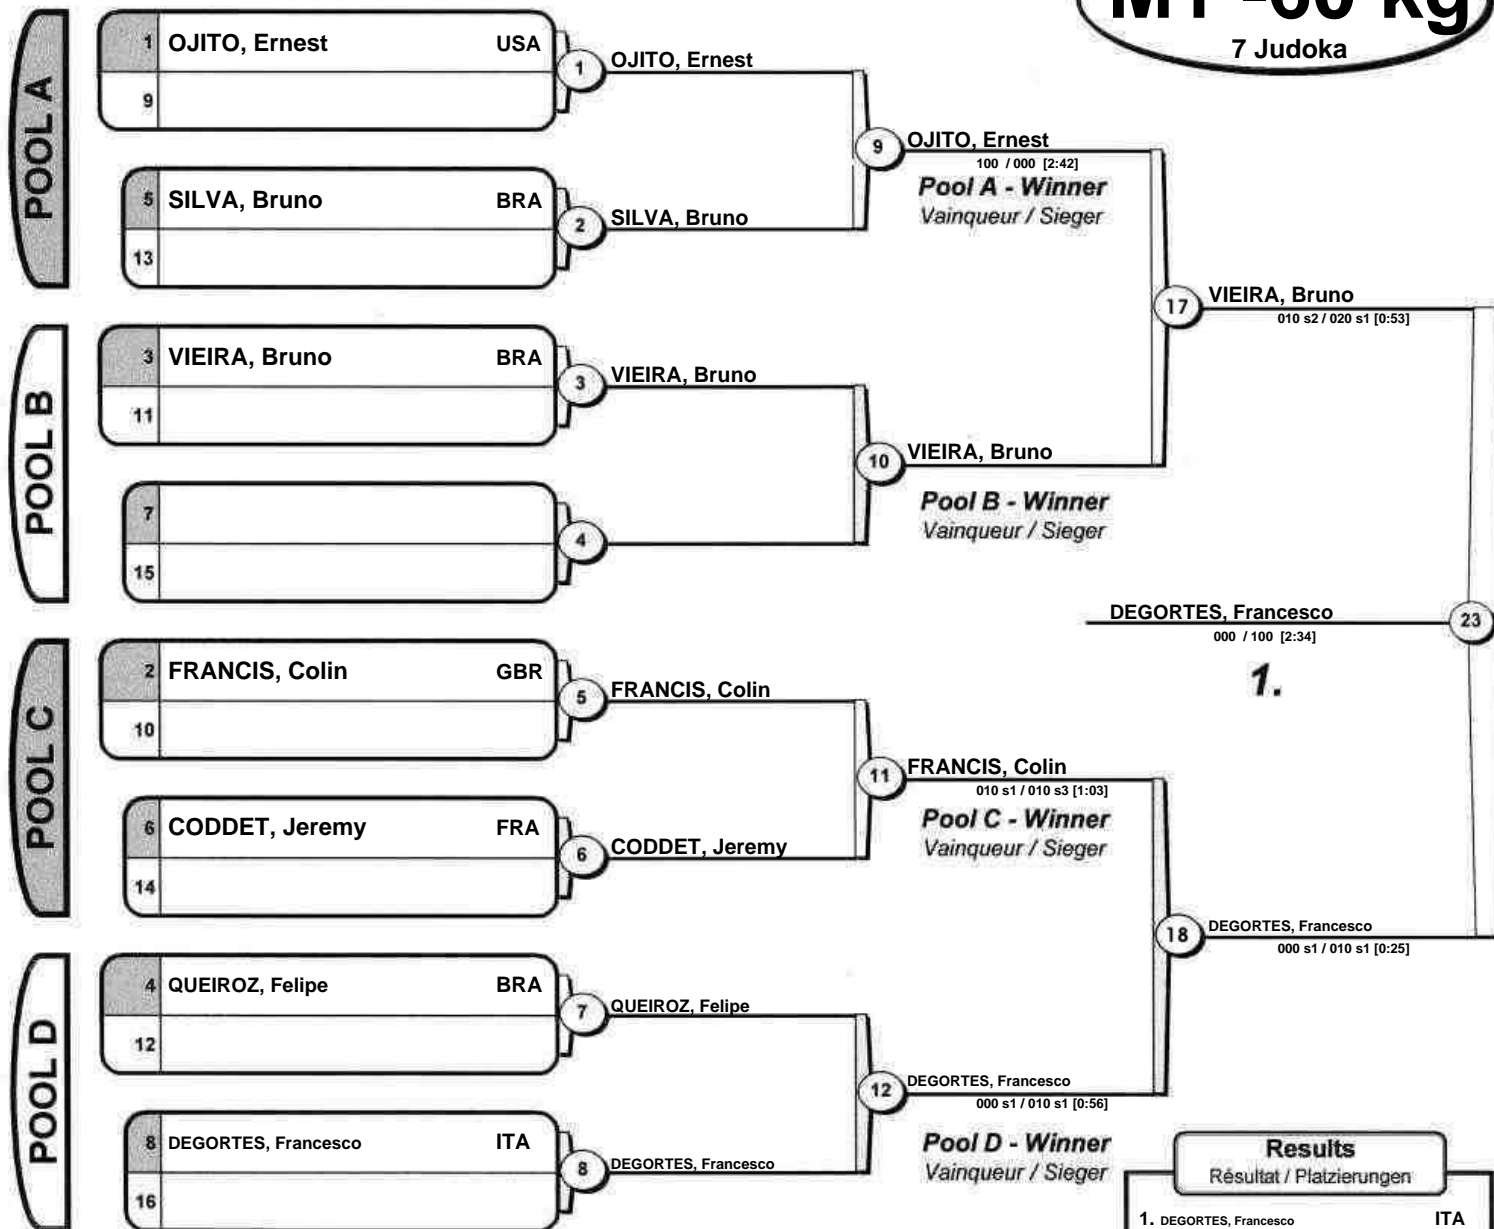 M1 -60 kg
7 Judoka
POOL A
1 OJITO, Ernest USA
9
5 SILVA, Bruno BRA
13
1 OJITO, Ernest
2 SILVA, Bruno
9 OJITO, Ernest
100 / 000 [2:42]
Pool A - Winner
Vainqueur / Sieger
POOL B
3 VIEIRA, Bruno BRA
11
7
15
3 VIEIRA, Bruno
4
10 VIEIRA, Bruno
Pool B - Winner
Vainqueur / Sieger
17 VIEIRA, Bruno
010 s2 / 020 s1 [0:53]
DEGORTES, Francesco 23
000 / 100 [2:34]
1.
POOL C
2 FRANCIS, Colin GBR
10
6 CODDET, Jeremy FRA
14
5 FRANCIS, Colin
6 CODDET, Jeremy
11 FRANCIS, Colin
010 s1 / 010 s3 [1:03]
Pool C - Winner
Vainqueur / Sieger
18 DEGORTES, Francesco
000 s1 / 010 s1 [0:25]
POOL D
4 QUEIROZ, Felipe BRA
12
8 DEGORTES, Francesco ITA
16
7 QUEIROZ, Felipe
8 DEGORTES, Francesco
12 DEGORTES, Francesco
000 s1 / 010 s1 [0:56]
Pool D - Winner
Vainqueur / Sieger
Results
Résultat / Platzierungen
1. DEGORTES, Francesco ITA